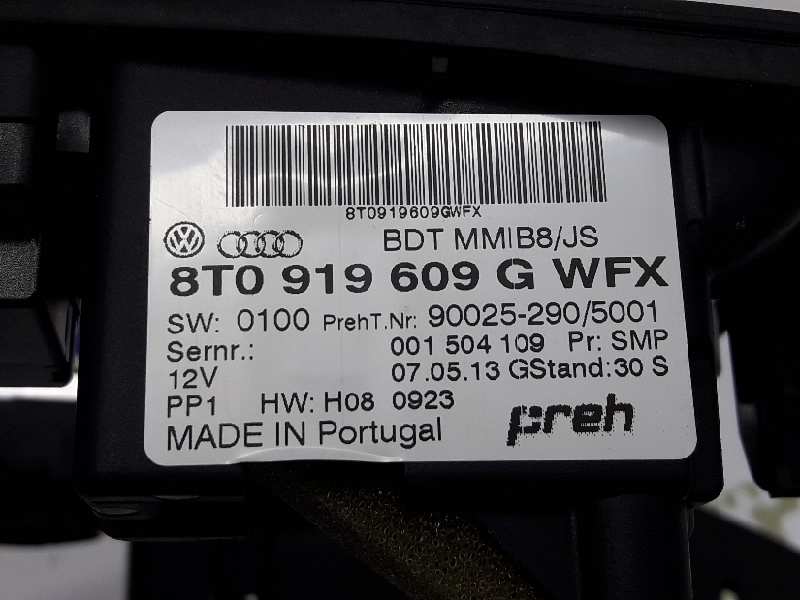 8T0919609GWFX
BDT MMIB8/JS
8T0 919 609 G WFX
SW: 0100 PrehT.Nr: 90025-290/5001
Sernr.: 001 504 109 Pr: SMP
12V 07.05.13 GStand:30 S
PP1 HW: H08 0923
MADE IN Portugal preh